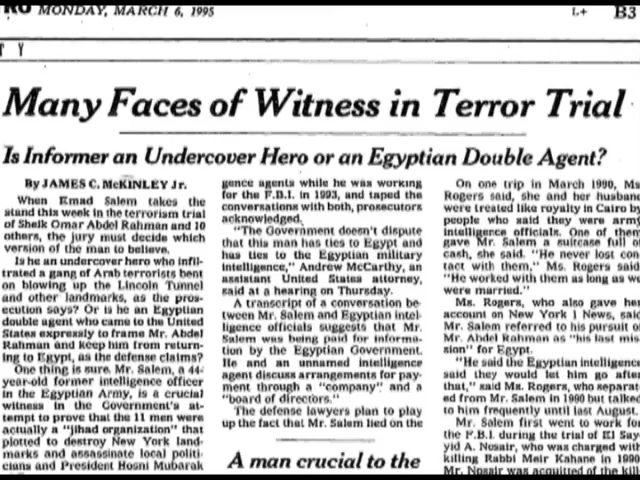 RO MONDAY, MARCH 6, 1995
L+ B3
T Y
Many Faces of Witness in Terror Trial
Is Informer an Undercover Hero or an Egyptian Double Agent?
By JAMES C. McKINLEY Jr.
When Emad Salem takes the
stand this week in the terrorism trial
of Sheik Omar Abdel Rahman and 10
others, the jury must decide which
version of the man to believe.
Is he an undercover hero who infil-
trated a gang of Arab terrorists bent
on blowing up the Lincoln Tunnel
and other landmarks, as the pros-
ecution says? Or is he an Egyptian
double agent who came to the United
States expressly to frame Mr. Abdel
Rahman and keep him from return-
ing to Egypt, as the defense claims?
One thing is sure. Mr. Salem, a 44-
year-old former intelligence officer
in the Egyptian Army, is a crucial
witness in the Government's at-
tempt to prove that the 11 men were
actually a "jihad organization" that
plotted to destroy New York land-
marks and assassinate local politi-
cians and President Hosni Mubarak
gence agents while he was working
for the F.B.I. in 1993, and taped the
conversations with both, prosecutors
acknowledged.
"The Government doesn't dispute
that this man has ties to Egypt and
has ties to the Egyptian military
intelligence," Andrew McCarthy, an
assistant United States attorney,
said at a hearing on Thursday.
A transcript of a conversation be-
tween Mr. Salem and Egyptian intel-
ligence officials suggests that Mr.
Salem was being paid for informa-
tion by the Egyptian Government.
He and an unnamed intelligence
agent discuss arrangements for pay-
ment through a "company" and a
"board of directors."
The defense lawyers plan to play
up the fact that Mr. Salem lied on the
A man crucial to the
On one trip in March 1990, Ms.
Rogers said, she and her husband
were treated like royalty in Cairo by
people who said they were army
intelligence officials. One of them
gave Mr. Salem a suitcase full of
cash, she said. "He never lost con-
tact with them," Ms. Rogers said.
"He worked with them as long as we
were married."
Ms. Rogers, who also gave her
account on New York 1 News, said
Mr. Salem referred to his pursuit of
Mr. Abdel Rahman as "his last mis-
sion" for Egypt.
"He said the Egyptian intelligence
said they would let him go after
that," said Ms. Rogers, who separat-
ed from Mr. Salem in 1990 but talked
to him frequently until last August.
Mr. Salem first went to work for
the F.B.I. during the trial of El Say-
yid A. Nosair, who was charged with
killing Rabbi Meir Kahane in 1990.
Mr. Nosair was acquitted of the kill-